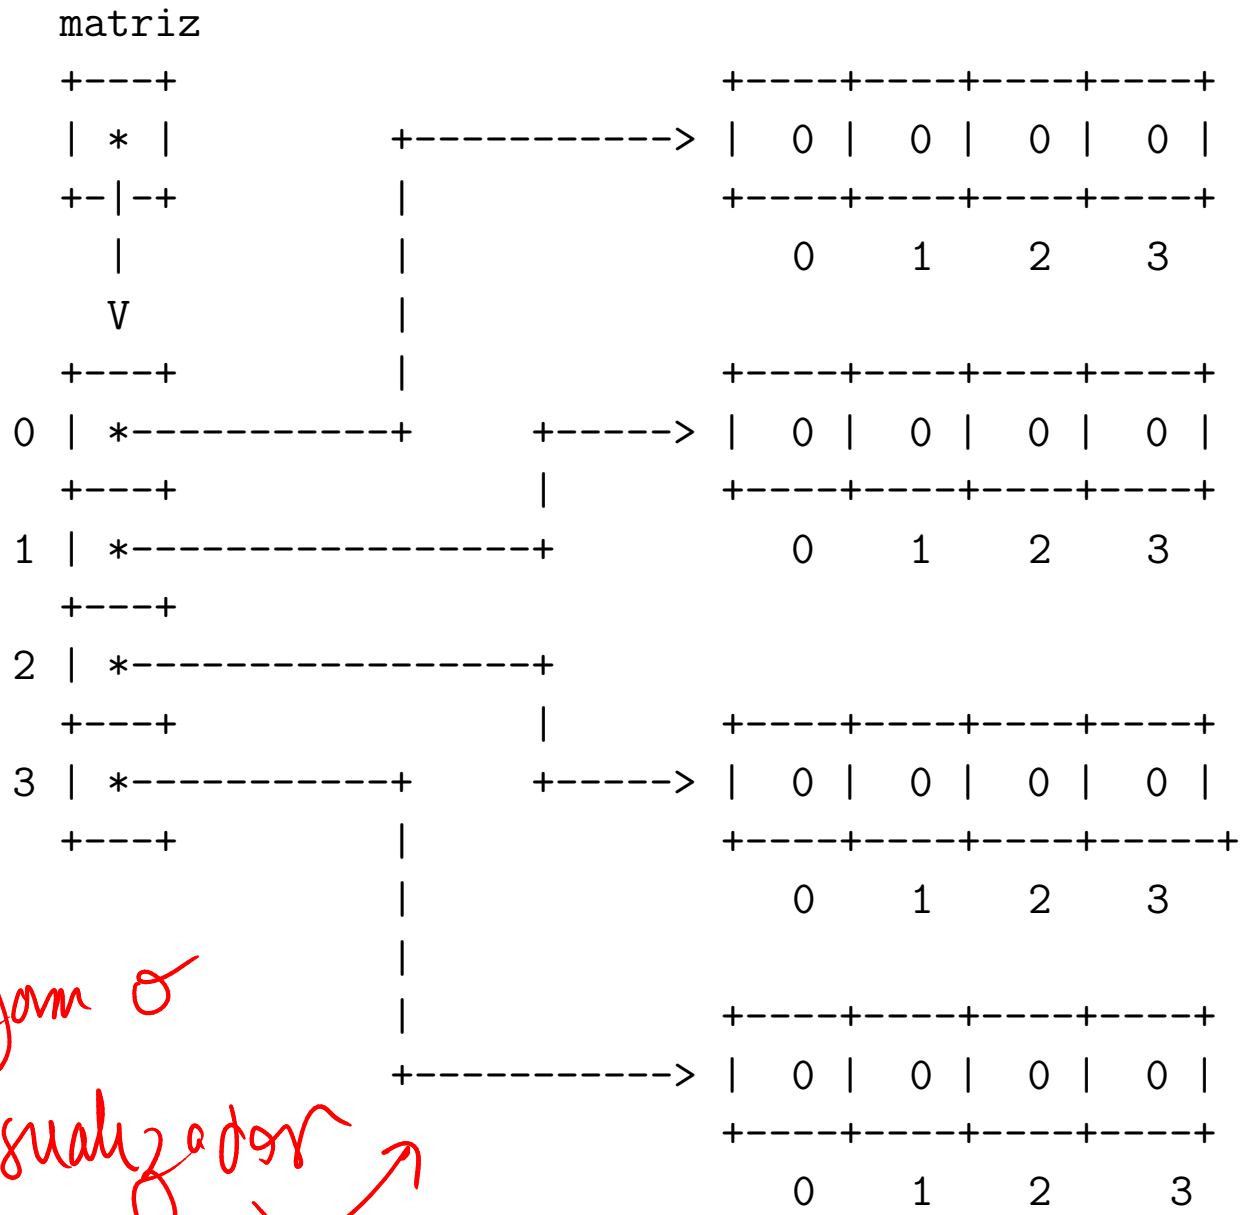 matriz
+----+                       +----+----+----+----+
| * |         +-----------> | 0 | 0 | 0 | 0 |
+-|-+         |             +----+----+----+----+
|           |                0 1 2 3
V           |
+----+         |             +----+----+----+----+
0 | *-----------+     +-----> | 0 | 0 | 0 | 0 |
+----+               |       +----+----+----+----+
1 | *-----------------+          0 1 2 3
+----+
2 | *-----------------+
+----+               |       +----+----+----+----+
3 | *-----------+     +-----> | 0 | 0 | 0 | 0 |
+----+         |             +----+----+----+-----+
|                0 1 2 3
|
|             +----+----+----+----+
+-----------> | 0 | 0 | 0 | 0 |
+----+----+----+----+
0 1 2 3
o